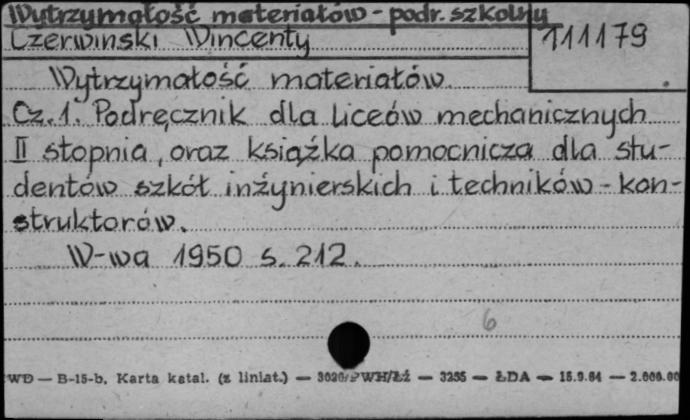 Wytrzymałość materiałów - podr. szkolny
Czerwiński Wincenty
111179
Wytrzymałość materiałów
Cz. 1. Podręcznik dla liceów mechanicznych
II stopnia, oraz książka pomocnicza dla stu-
dentów szkół inżynierskich i techników - kon-
struktorów.
W-wa 1950 s. 212.
6
WD — B-15-b. Karta katal. (z liniat.) — 3020/PWH/Łź — 3255 — ŁDA — 15.9.64 — 2.000.00